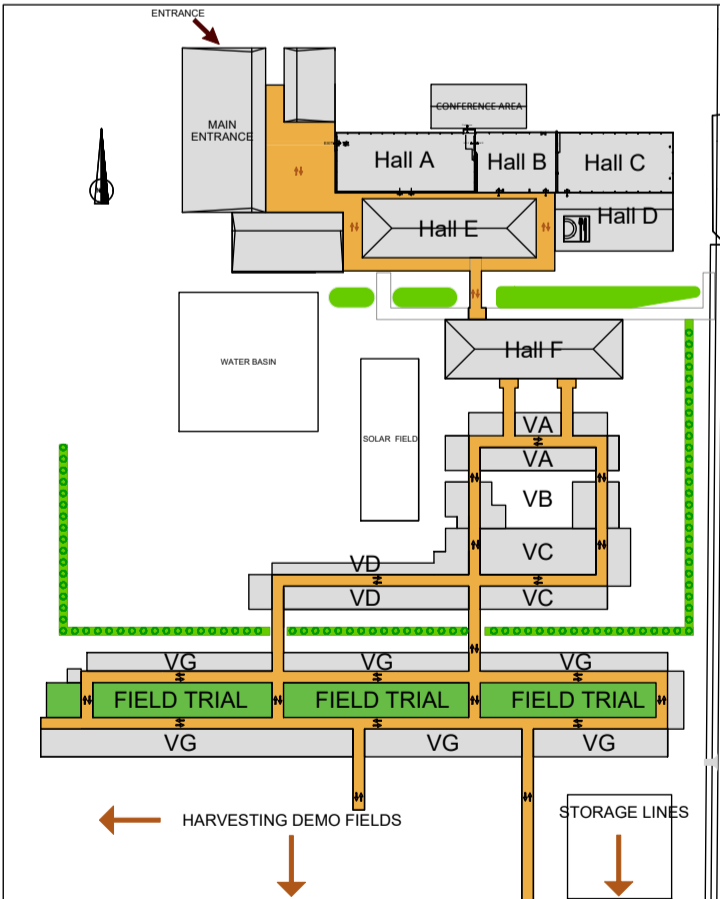 ENTRANCE
MAIN
ENTRANCE
CONFERENCE AREA
Hall A
Hall B
Hall C
Hall D
Hall E
Hall F
WATER BASIN
SOLAR FIELD
VA
VA
VB
VC
VD
VD
VC
VG
VG
VG
FIELD TRIAL
FIELD TRIAL
FIELD TRIAL
VG
VG
VG
HARVESTING DEMO FIELDS
STORAGE LINES